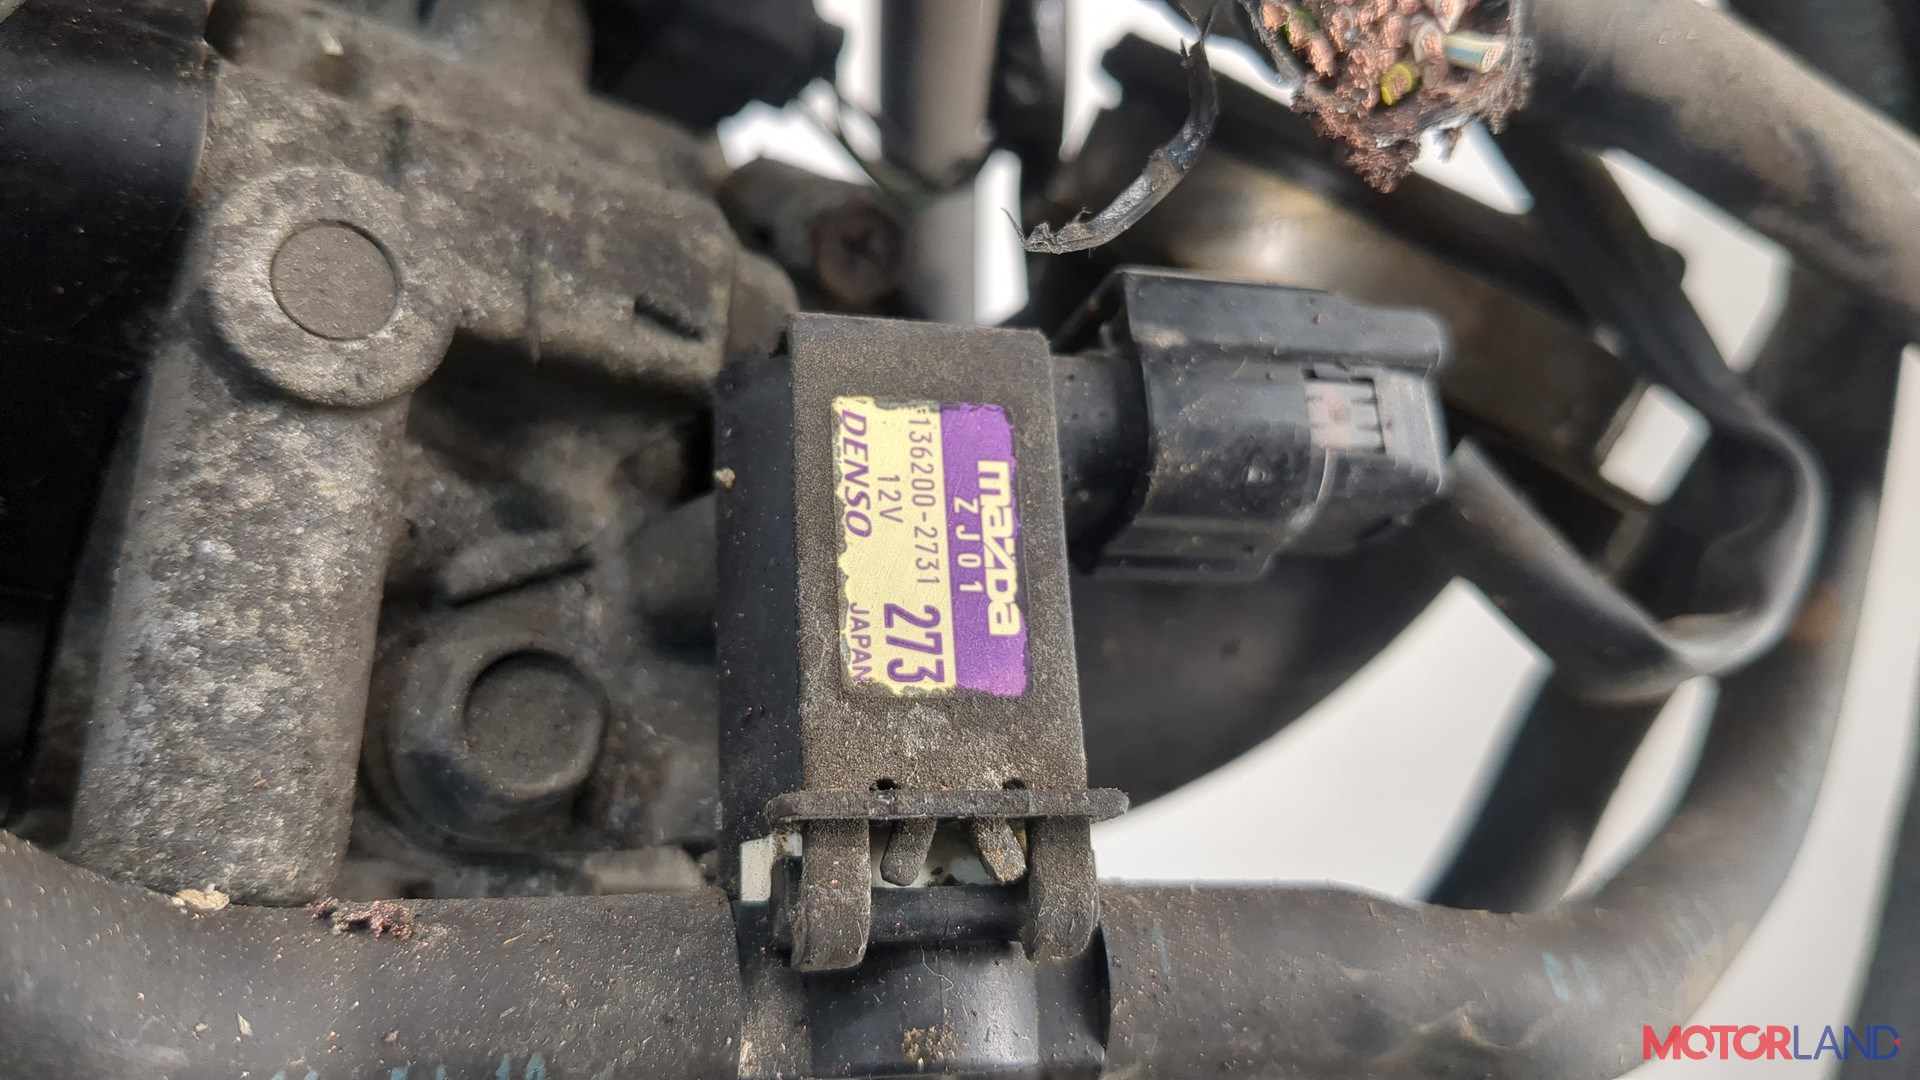 mazda
ZJ01
136200-2731
12V 273
DENSO JAPAN
MOTORLAND